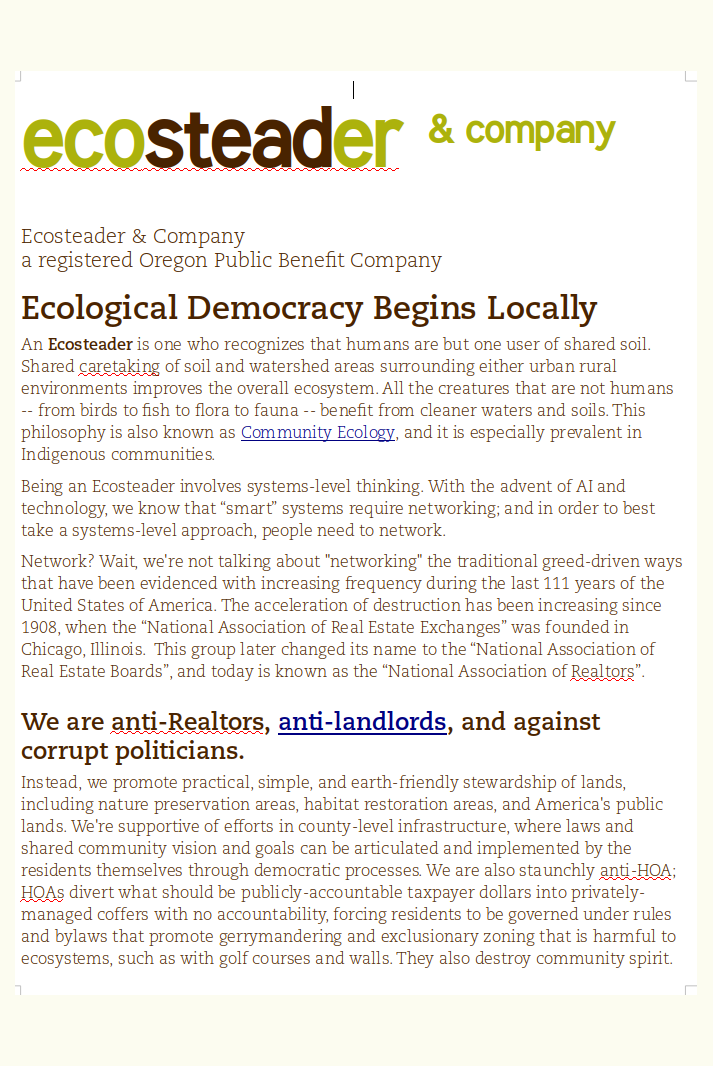 ecosteader & company
Ecosteader & Company
a registered Oregon Public Benefit Company
Ecological Democracy Begins Locally
An Ecosteader is one who recognizes that humans are but one user of shared soil.
Shared caretaking of soil and watershed areas surrounding either urban rural
environments improves the overall ecosystem. All the creatures that are not humans
-- from birds to fish to flora to fauna -- benefit from cleaner waters and soils. This
philosophy is also known as Community Ecology, and it is especially prevalent in
Indigenous communities.
Being an Ecosteader involves systems-level thinking. With the advent of AI and
technology, we know that “smart” systems require networking; and in order to best
take a systems-level approach, people need to network.
Network? Wait, we're not talking about "networking" the traditional greed-driven ways
that have been evidenced with increasing frequency during the last 111 years of the
United States of America. The acceleration of destruction has been increasing since
1908, when the “National Association of Real Estate Exchanges” was founded in
Chicago, Illinois.  This group later changed its name to the “National Association of
Real Estate Boards”, and today is known as the “National Association of Realtors”.
We are anti-Realtors, anti-landlords, and against
corrupt politicians.
Instead, we promote practical, simple, and earth-friendly stewardship of lands,
including nature preservation areas, habitat restoration areas, and America's public
lands. We're supportive of efforts in county-level infrastructure, where laws and
shared community vision and goals can be articulated and implemented by the
residents themselves through democratic processes. We are also staunchly anti-HOA;
HOAs divert what should be publicly-accountable taxpayer dollars into privately-
managed coffers with no accountability, forcing residents to be governed under rules
and bylaws that promote gerrymandering and exclusionary zoning that is harmful to
ecosystems, such as with golf courses and walls. They also destroy community spirit.